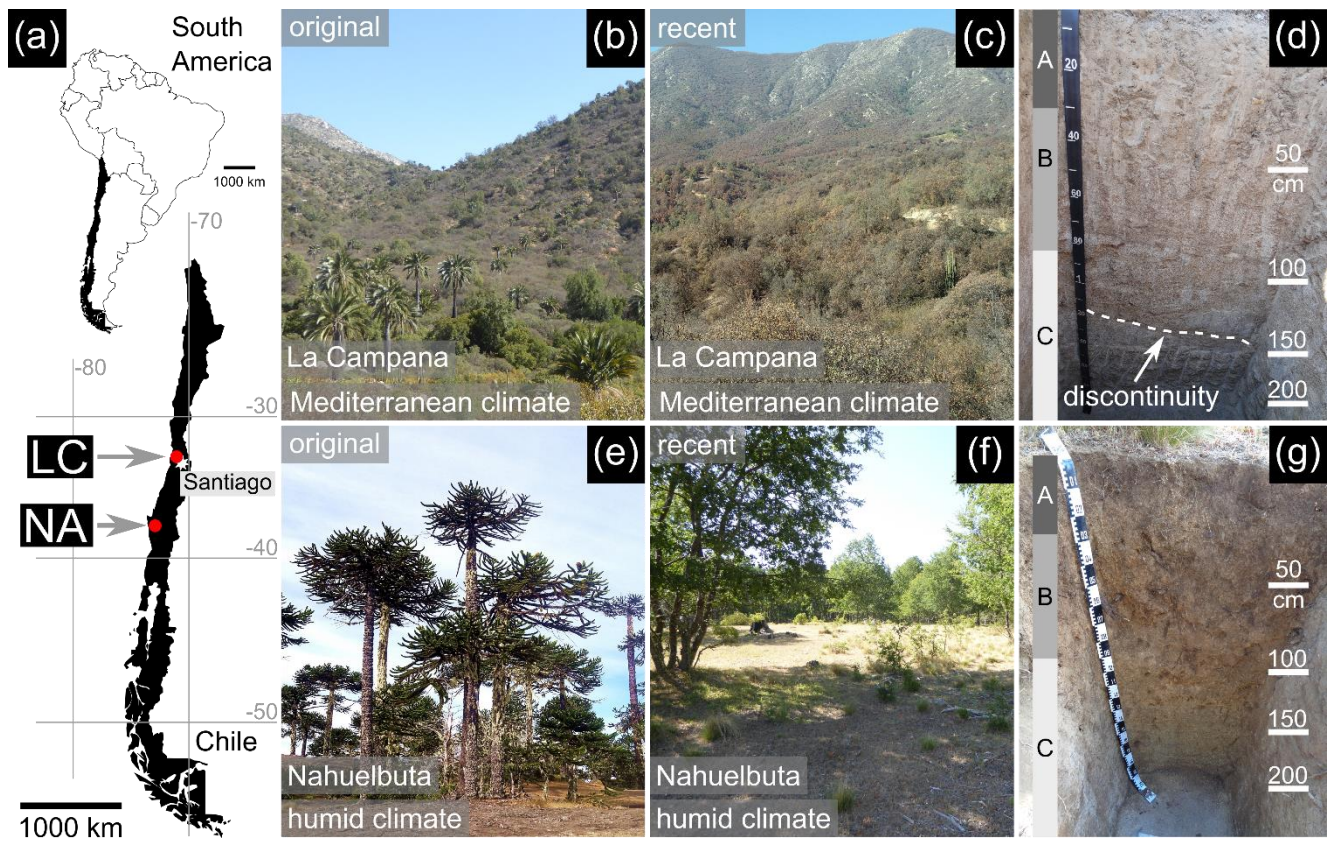 (a)
South
America
1000 km
-70
-80
-30
LC
Santiago
NA
-40
-50
Chile
1000 km
original
(b)
La Campana
Mediterranean climate
recent
(c)
La Campana
Mediterranean climate
(d)
A
B
C
20
40
60
50
cm
100
150
200
discontinuity
original
(e)
Nahuelbuta
humid climate
recent
(f)
Nahuelbuta
humid climate
(g)
A
B
C
50
cm
100
150
200